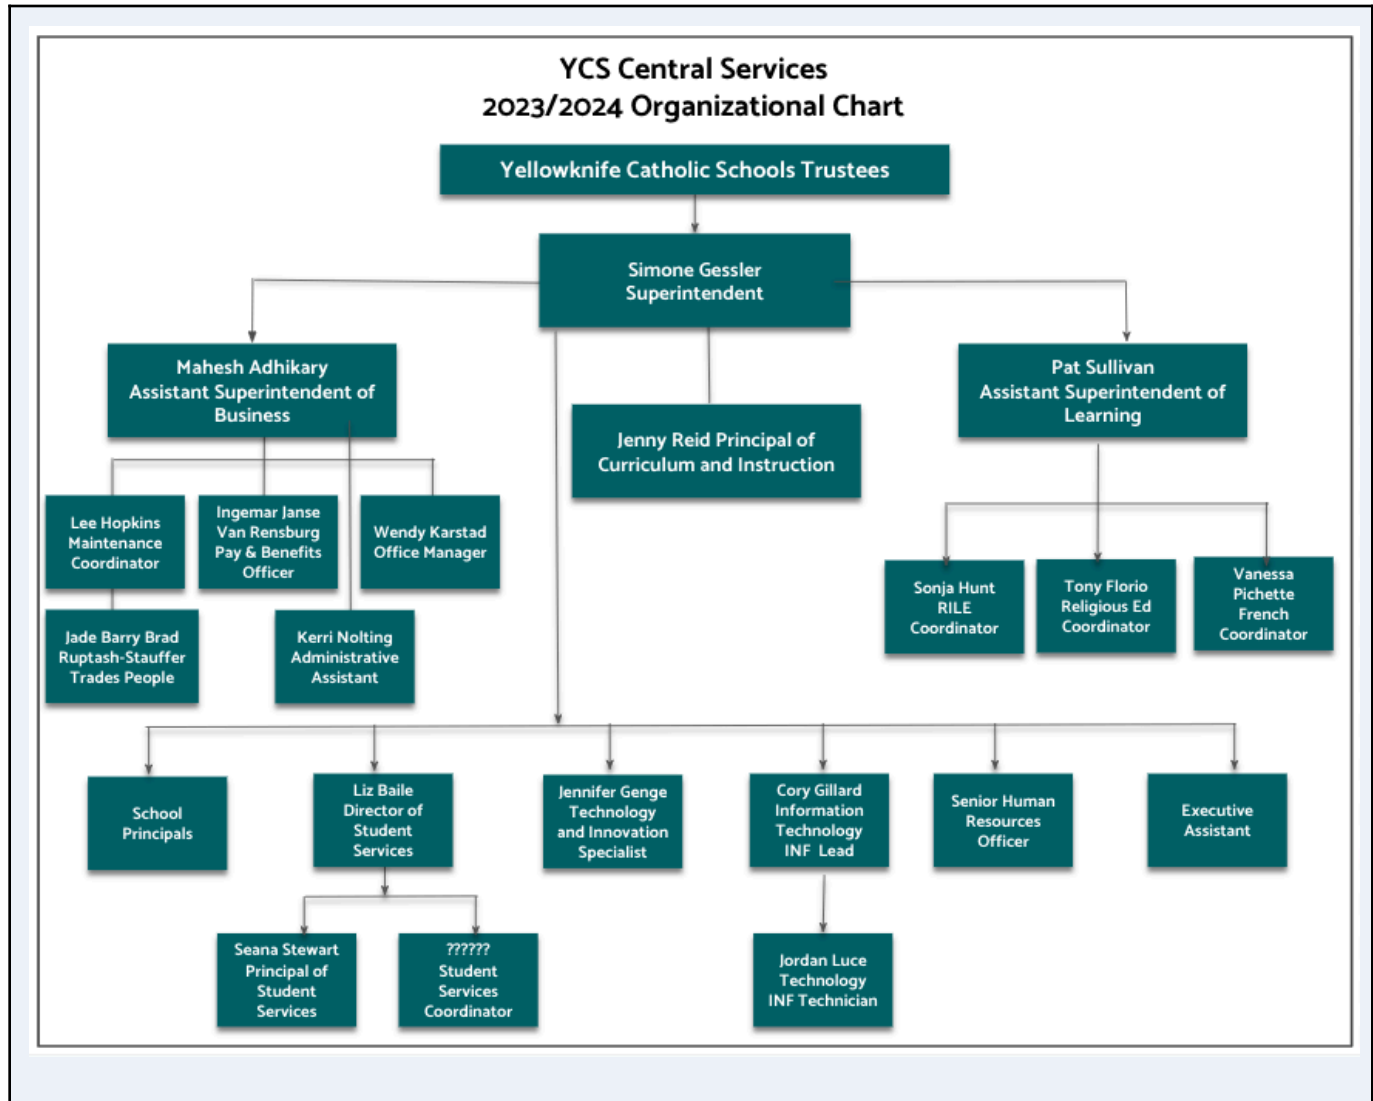 YCS Central Services
2023/2024 Organizational Chart
Yellowknife Catholic Schools Trustees
Simone Gessler
Superintendent
Mahesh Adhikary
Assistant Superintendent of
Business
Jenny Reid Principal of
Curriculum and Instruction
Pat Sullivan
Assistant Superintendent of
Learning
Lee Hopkins
Maintenance
Coordinator
Ingemar Janse
Van Rensburg
Pay & Benefits
Officer
Wendy Karstad
Office Manager
Jade Barry Brad
Ruptash-Stauffer
Trades People
Kerri Nolting
Administrative
Assistant
Sonja Hunt
RILE
Coordinator
Tony Florio
Religious Ed
Coordinator
Vanessa
Pichette
French
Coordinator
School
Principals
Liz Baile
Director of
Student
Services
Jennifer Genge
Technology
and Innovation
Specialist
Cory Gillard
Information
Technology
INF Lead
Senior Human
Resources
Officer
Executive
Assistant
Seana Stewart
Principal of
Student
Services
??????
Student
Services
Coordinator
Jordan Luce
Technology
INF Technician